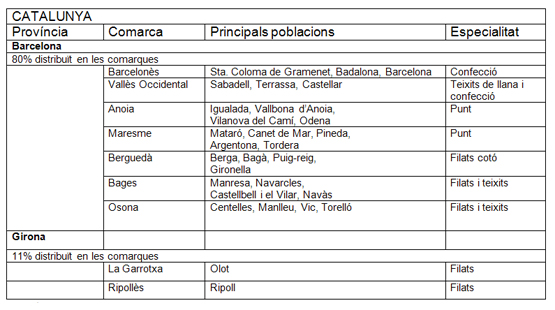 CATALUNYA
Província Comarca Principals poblacions Especialitat
Barcelona
80% distribuït en les comarques
Barcelonès Sta. Coloma de Gramenet, Badalona, Barcelona Confecció
Vallès Occidental Sabadell, Terrassa, Castellar Teixits de llana i
confecció
Anoia Igualada, Vallbona d’Anoia, Punt
Vilanova del Camí, Odena
Maresme Mataró, Canet de Mar, Pineda, Punt
Argentona, Tordera
Berguedà Berga, Bagà, Puig-reig, Filats cotó
Gironella
Bages Manresa, Navarcles, Filats i teixits
Castellbell i el Vilar, Navàs
Osona Centelles, Manlleu, Vic, Torelló Filats i teixits
Girona
11% distribuït en les comarques
La Garrotxa Olot Filats
Ripollès Ripoll Filats